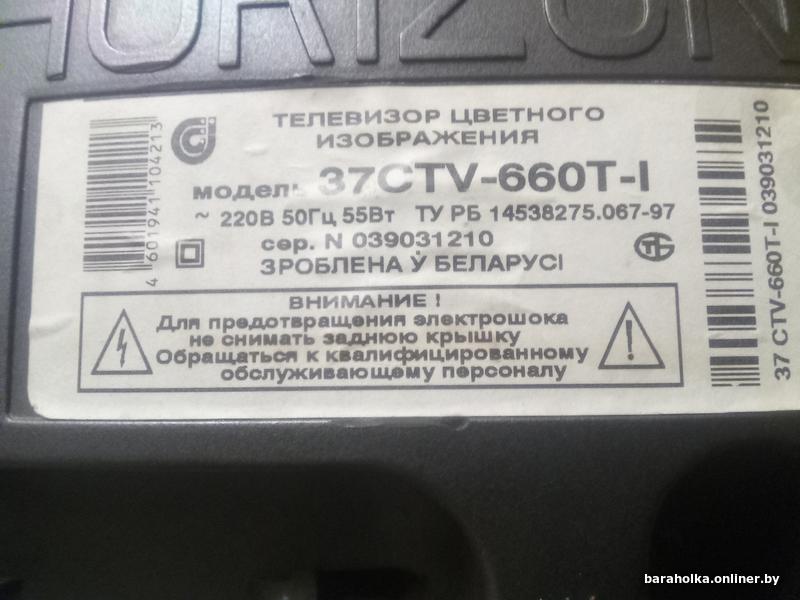 HORIZON
ТЕЛЕВИЗОР ЦВЕТНОГО
ИЗОБРАЖЕНИЯ
модель 37CTV-660T-I
~ 220В 50Гц 55Вт ТУ РБ 14538275.067-97
сер. N 039031210
ЗРОБЛЕНА Ў БЕЛАРУСІ
ВНИМАНИЕ !
Для предотвращения электрошока
не снимать заднюю крышку
Обращаться к квалифицированному
обслуживающему персоналу
4 601941 104213
37 CTV-660T-I 039031210
baraholka.onliner.by